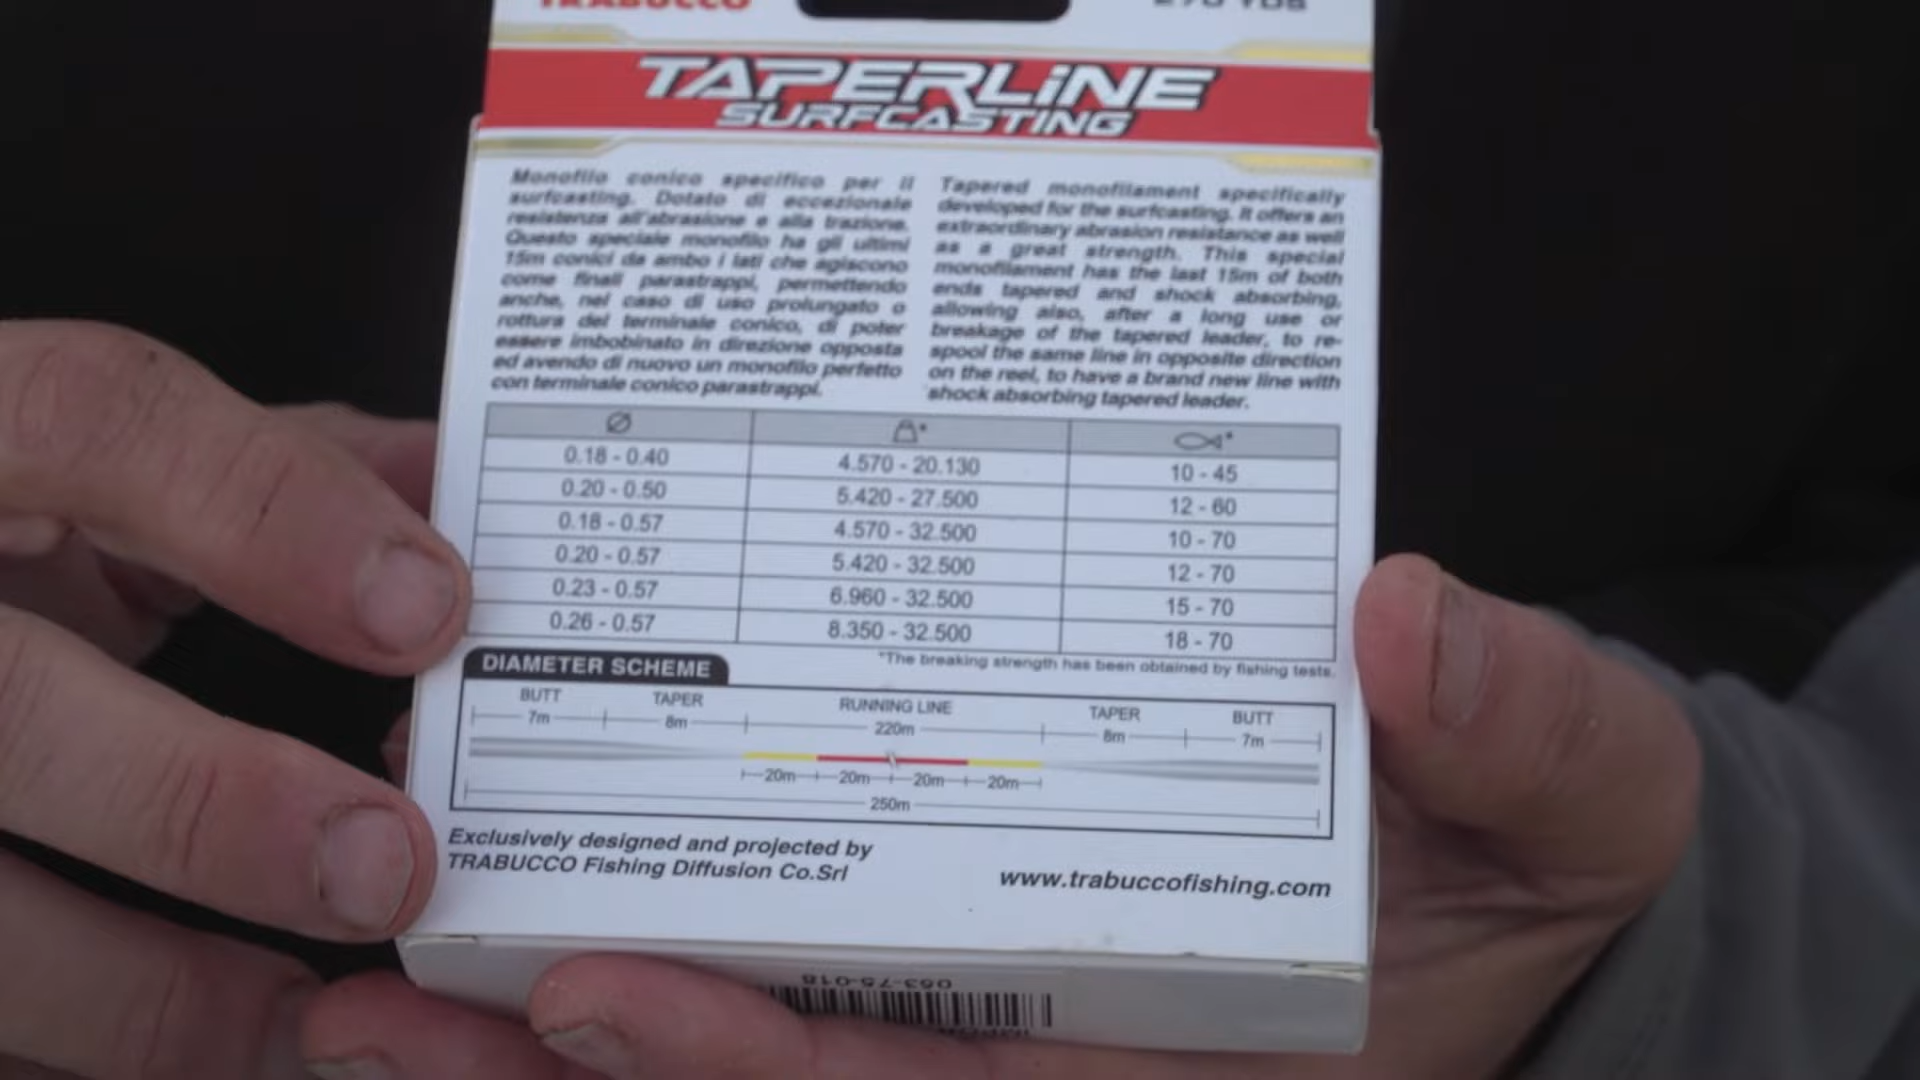 TRABUCCO
YDS
TAPERLINE
SURFCASTING
Monofilo conico specifico per il
surfcasting. Dotato di eccezionale
resistenza all'abrasione e alla trazione.
Questo speciale monofilo ha gli ultimi
15m conici da ambo i lati che agiscono
come finali parastrappi, permettendo
anche, nel caso di uso prolungato o
rottura del terminale conico, di poter
essere imbobinato in direzione opposta
ed avendo di nuovo un monofilo perfetto
con terminale conico parastrappi.
Tapered monofilament specifically
developed for the surfcasting. It offers an
extraordinary abrasion resistance as well
as a great strength. This special
monofilament has the last 15m of both
ends tapered and shock absorbing,
allowing also, after a long use or
breakage of the tapered leader, to re-
spool the same line in opposite direction
on the reel, to have a brand new line with
shock absorbing tapered leader.
Ø * *
0.18 - 0.40 4.570 - 20.130 10 - 45
0.20 - 0.50 5.420 - 27.500 12 - 60
0.18 - 0.57 4.570 - 32.500 10 - 70
0.20 - 0.57 5.420 - 32.500 12 - 70
0.23 - 0.57 6.960 - 32.500 15 - 70
0.26 - 0.57 8.350 - 32.500 18 - 70
*The breaking strength has been obtained by fishing tests.
DIAMETER SCHEME
BUTT TAPER RUNNING LINE TAPER BUTT
7m 8m 220m 8m 7m
20m 20m 20m 20m
250m
Exclusively designed and projected by
TRABUCCO Fishing Diffusion Co.Srl
www.trabuccofishing.com
053-75-018